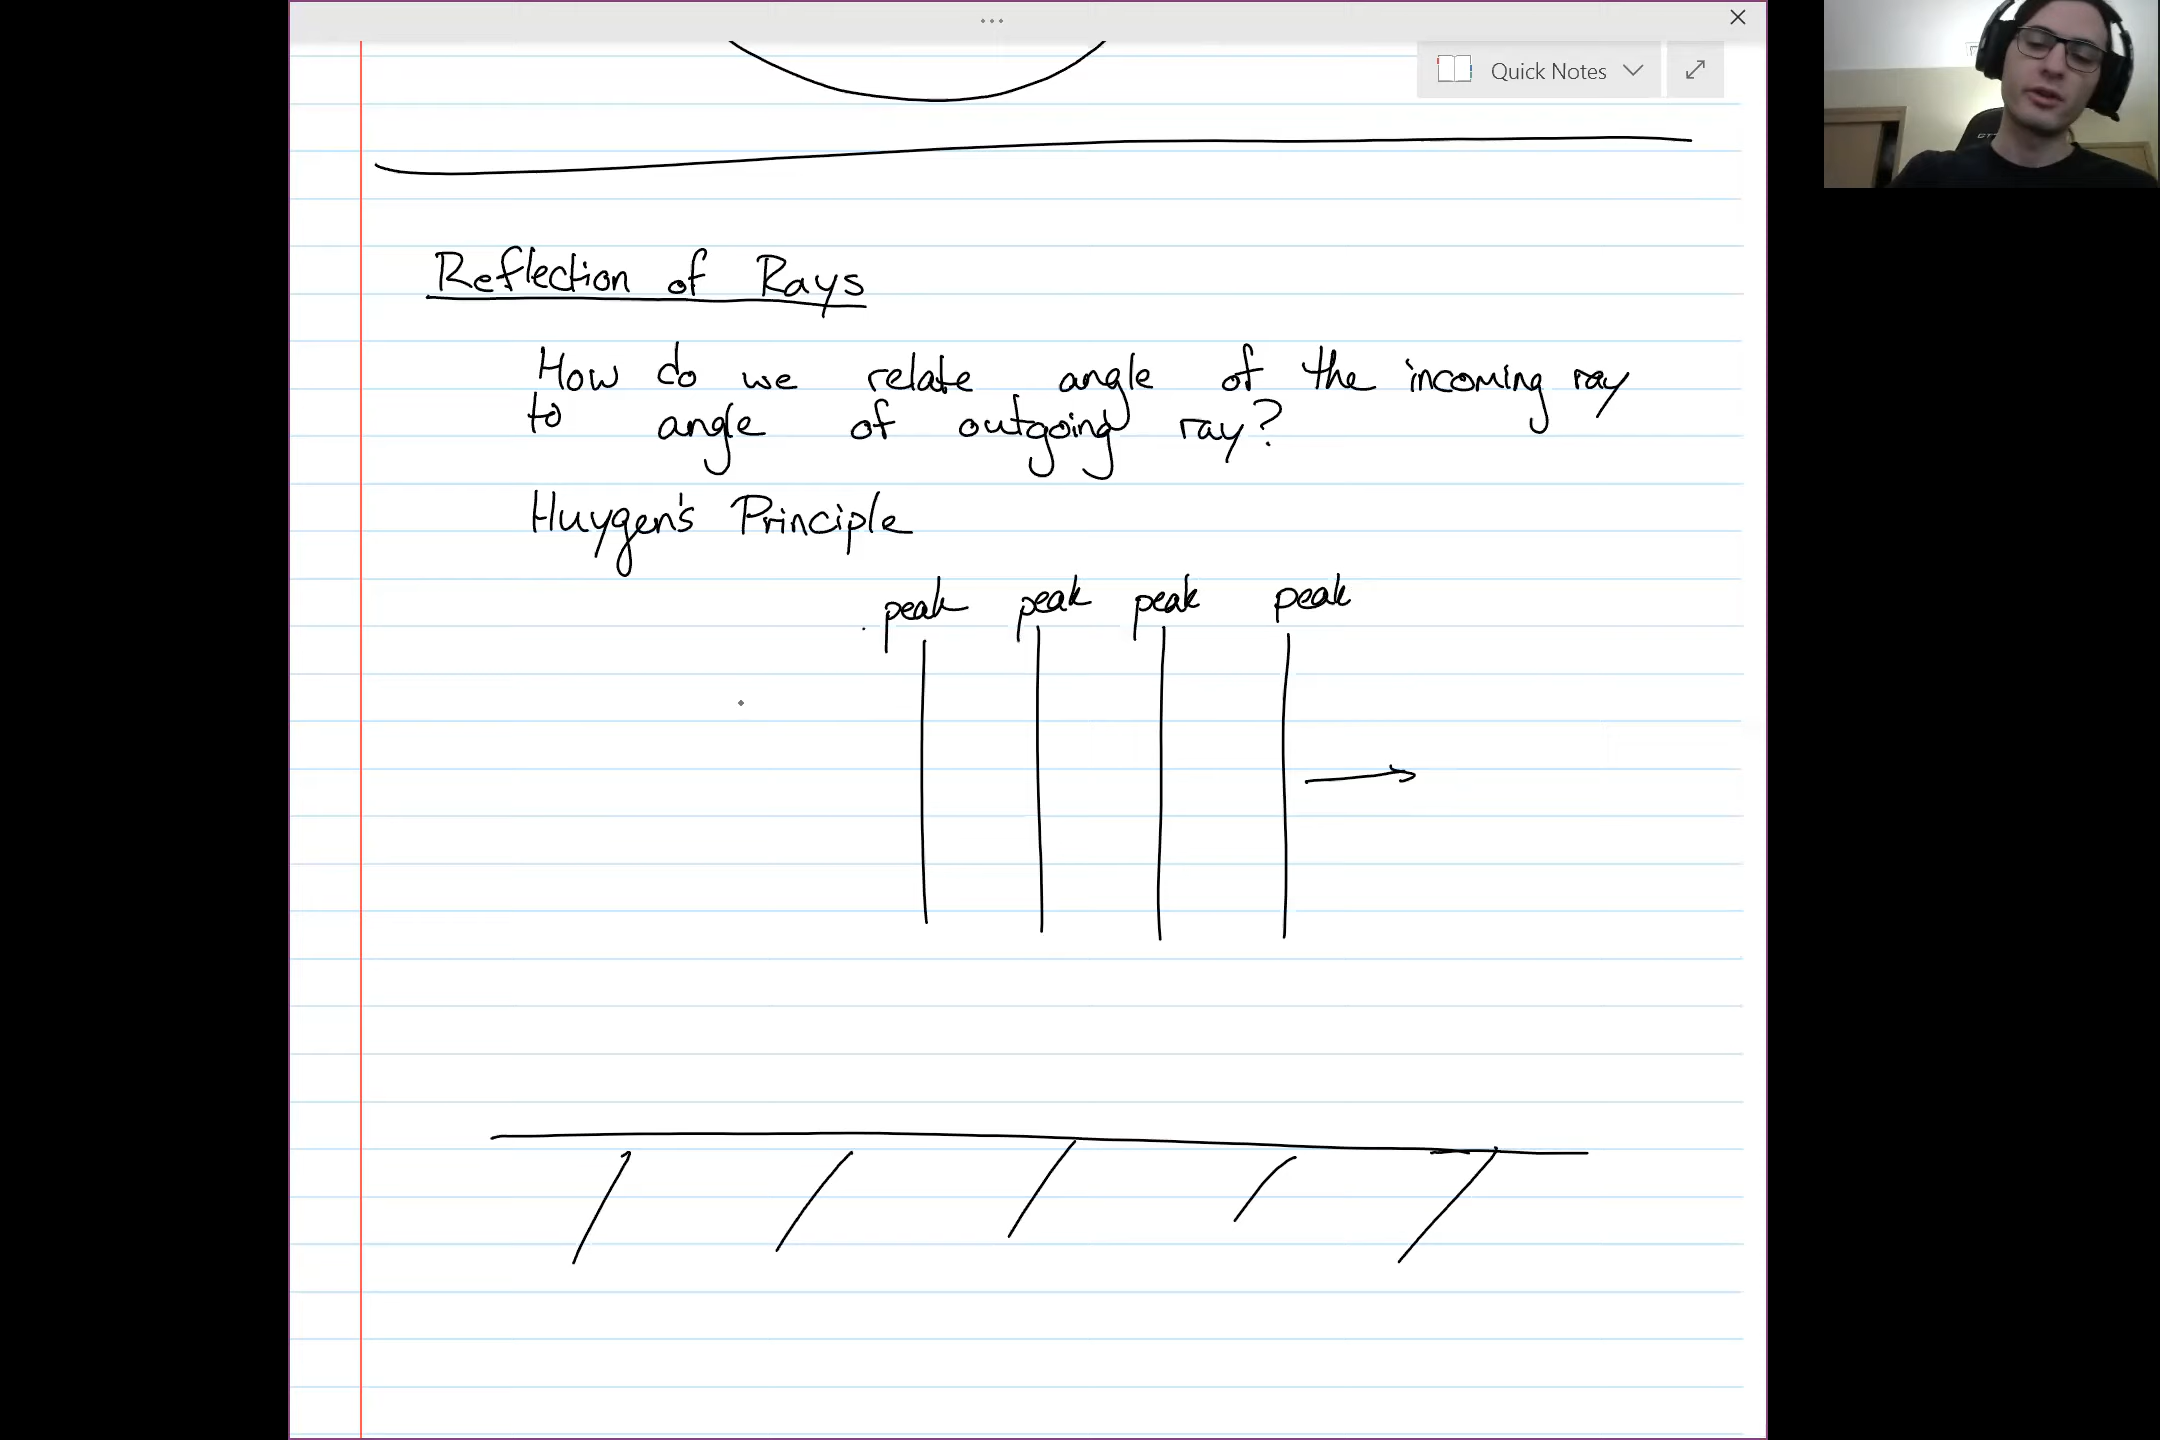 Quick Notes
Reflection of Rays
How do we relate angle of the incoming ray
to angle of outgoing ray?
Huygen's Principle
peak peak peak peak